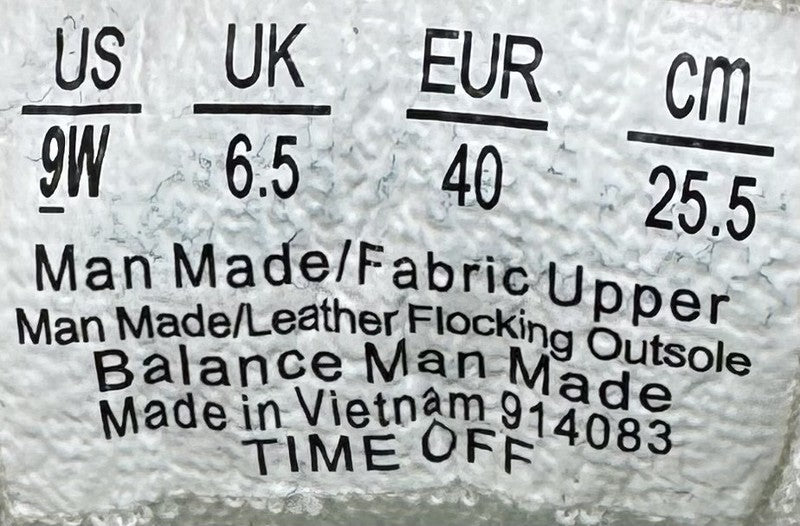 US UK EUR cm
9W 6.5 40 25.5
Man Made/Fabric Upper
Man Made/Leather Flocking Outsole
Balance Man Made
Made in Vietnam 914083
TIME OFF